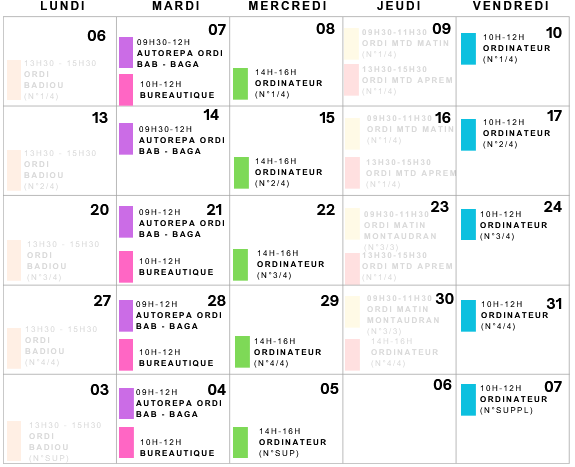 LUNDI MARDI MERCREDI JEUDI VENDREDI
06
13H30 - 15H30
ORDI
BADIOU
(N°1/4)
07
09H30-12H
AUTOREPA ORDI
BAB - BAGA
10H-12H
BUREAUTIQUE
08
14H-16H
ORDINATEUR
(N°1/4)
09
09H30-11H30
ORDI MTD MATIN
(N°1/4)
13H30-15H30
ORDI MTD APREM
(N°1/4)
10
10H-12H
ORDINATEUR
(N°1/4)
13
13H30 - 15H30
ORDI
BADIOU
(N°2/4)
14
09H30-12H
AUTOREPA ORDI
BAB - BAGA
15
14H-16H
ORDINATEUR
(N°2/4)
16
09H30-11H30
ORDI MTD MATIN
(N°1/4)
13H30-15H30
ORDI MTD APREM
(N°1/4)
17
10H-12H
ORDINATEUR
(N°2/4)
20
13H30 - 15H30
ORDI
BADIOU
(N°3/4)
21
09H-12H
AUTOREPA ORDI
BAB - BAGA
10H-12H
BUREAUTIQUE
22
14H-16H
ORDINATEUR
(N°3/4)
23
09H30-11H30
ORDI MATIN
MONTAUDRAN
(N°3/3)
13H30-15H30
ORDI MTD APREM
(N°1/4)
24
10H-12H
ORDINATEUR
(N°3/4)
27
13H30 - 15H30
ORDI
BADIOU
(N°4/4)
28
09H-12H
AUTOREPA ORDI
BAB - BAGA
10H-12H
BUREAUTIQUE
29
14H-16H
ORDINATEUR
(N°4/4)
30
09H30-11H30
ORDI MATIN
MONTAUDRAN
(N°3/3)
14H-16H
ORDINATEUR
(N°4/4)
31
10H-12H
ORDINATEUR
(N°4/4)
03
13H30 - 15H30
ORDI
BADIOU
(N°SUP)
04
09H-12H
AUTOREPA ORDI
BAB - BAGA
10H-12H
BUREAUTIQUE
05
14H-16H
ORDINATEUR
(N°SUP)
06
07
10H-12H
ORDINATEUR
(N°SUPPL)